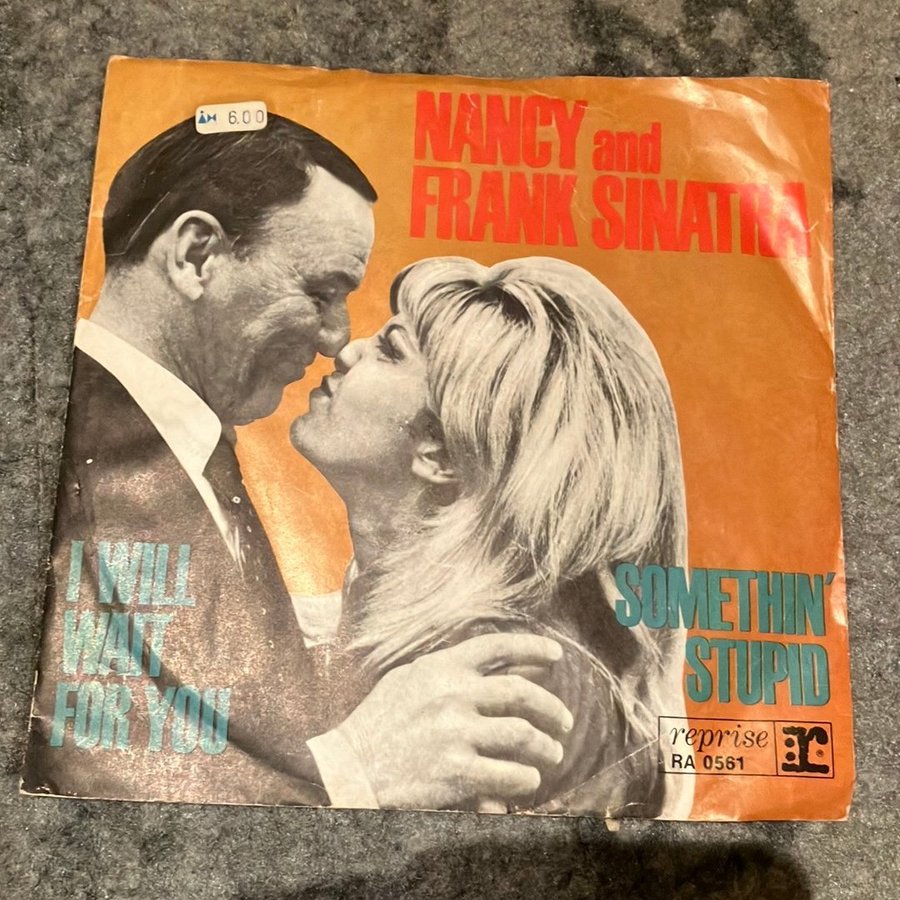 6.00
NANCY and
FRANK SINATRA
I WILL
WAIT
FOR YOU
SOMETHIN'
STUPID
reprise
RA 0561
r